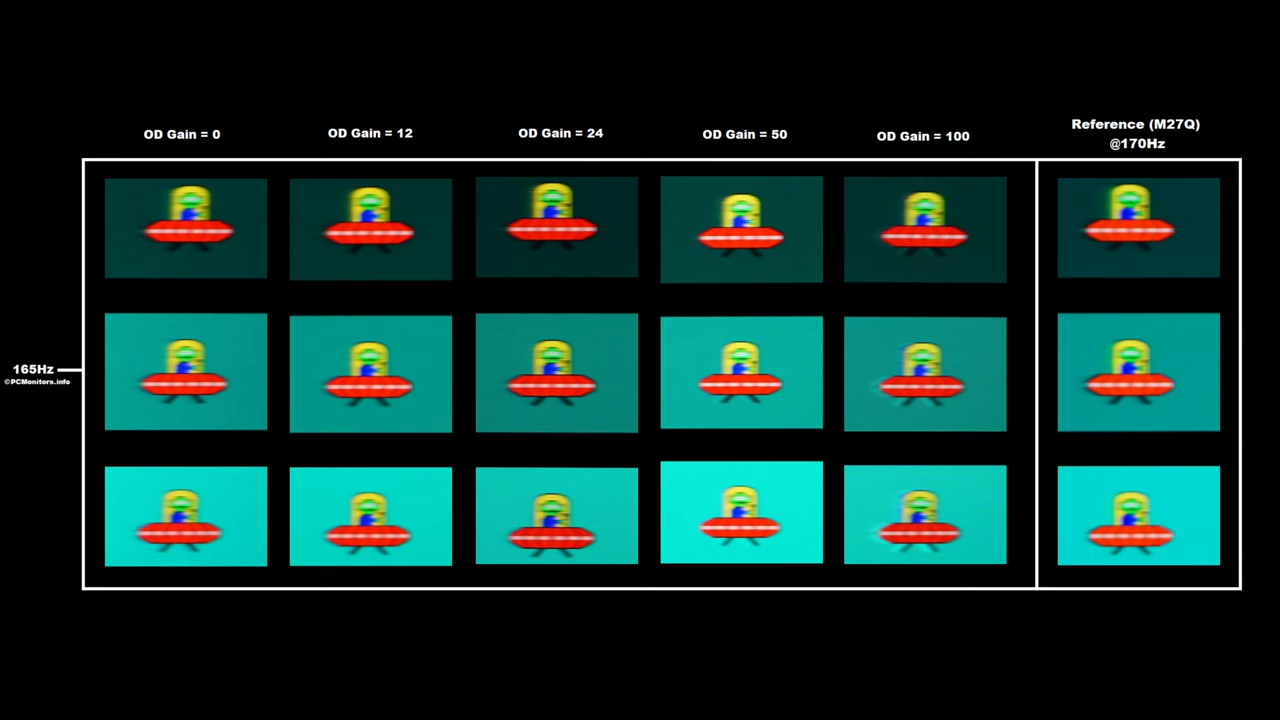 OD Gain = 0
OD Gain = 12
OD Gain = 24
OD Gain = 50
OD Gain = 100
Reference (M27Q)
@170Hz
165Hz
©PCMonitors.info